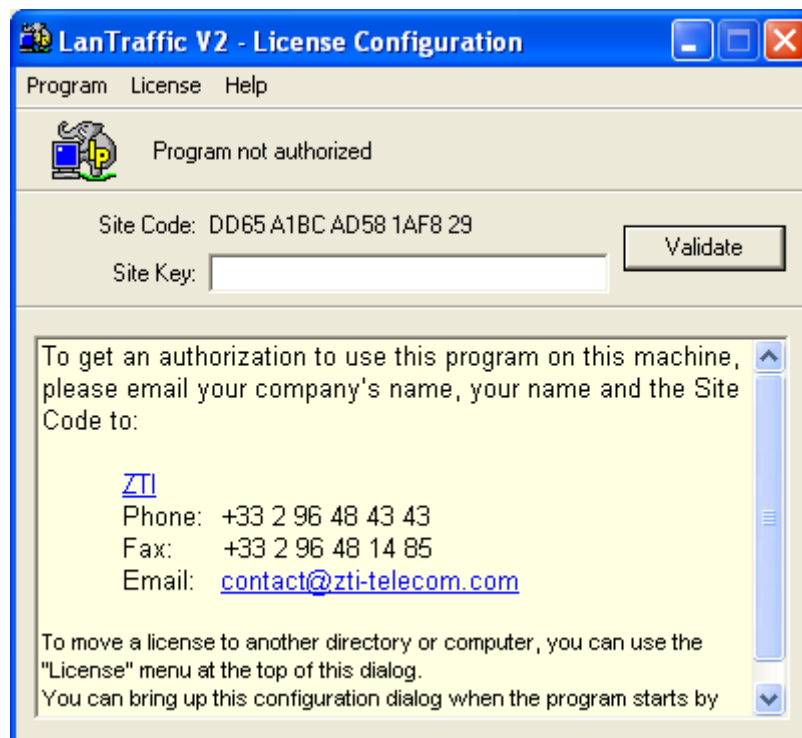 LanTraffic V2 - License Configuration
Program License Help
Program not authorized
Site Code: DD65 A1BC AD58 1AF8 29
Validate
Site Key:
To get an authorization to use this program on this machine,
please email your company's name, your name and the Site
Code to:
ZTI
Phone: +33 2 96 48 43 43
Fax: +33 2 96 48 14 85
Email: contact@zti-telecom.com
To move a license to another directory or computer, you can use the
"License" menu at the top of this dialog.
You can bring up this configuration dialog when the program starts by